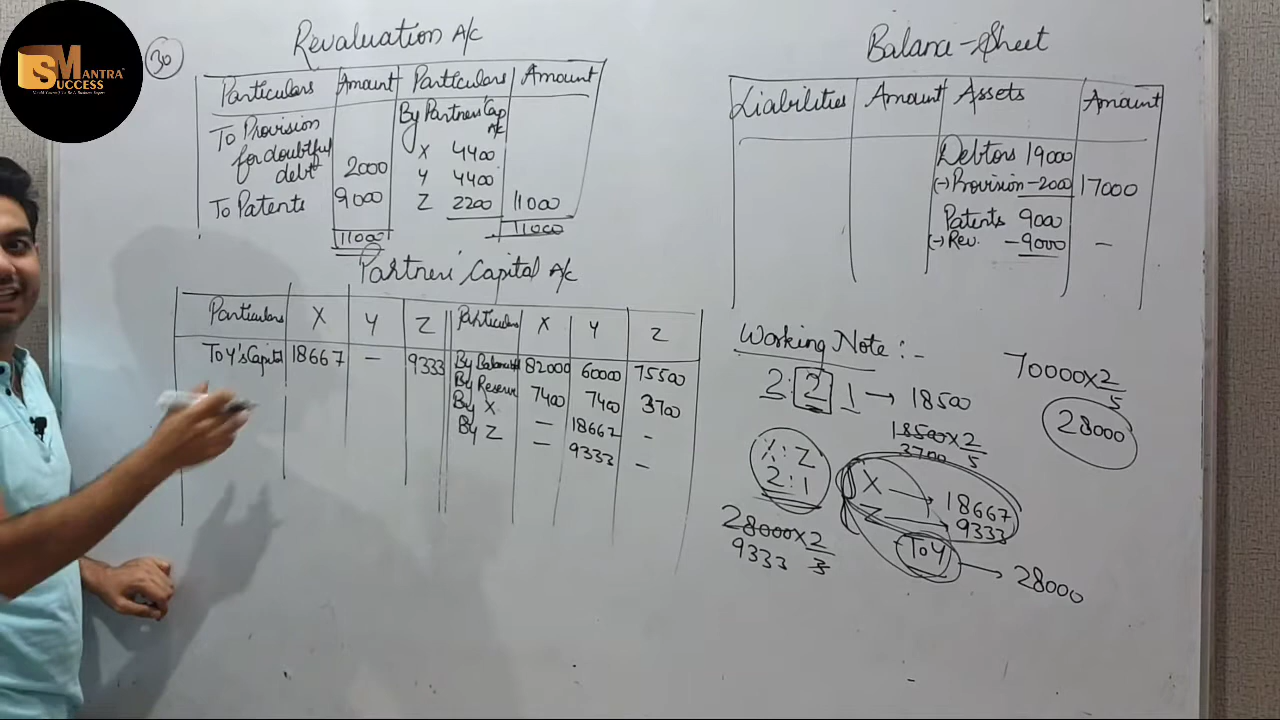 SMANTRA
SUCCESS
30
Revaluation A/c
Particulars Amount Particulars Amount
To Provision
for doubtful
debt 2000
To Patents 9000
11000
By Partners' Cap
A/c
X 4400
Y 4400
Z 2200 11000
11000
Partners' Capital A/c
Particulars X Y Z Particulars X Y Z
To Y's Capital 18667 — 9333 By Balance b/d 82000 60000 75500
By Reserve 7400 7400 3700
By X — 18667 -
By Z — 9333 -
Balance-Sheet
Liabilities Amount Assets Amount
Debtors 19000
(-) Provision -2000 17000
Patents 9000
(-) Rev. -9000 —
Working Note :-
2:2 1 → 18500
18500×2/5
3700
70000×2/5
28000
X:Z
2:1
28000×2/3
9333
X → 18667
Z 9333
To Y → 28000